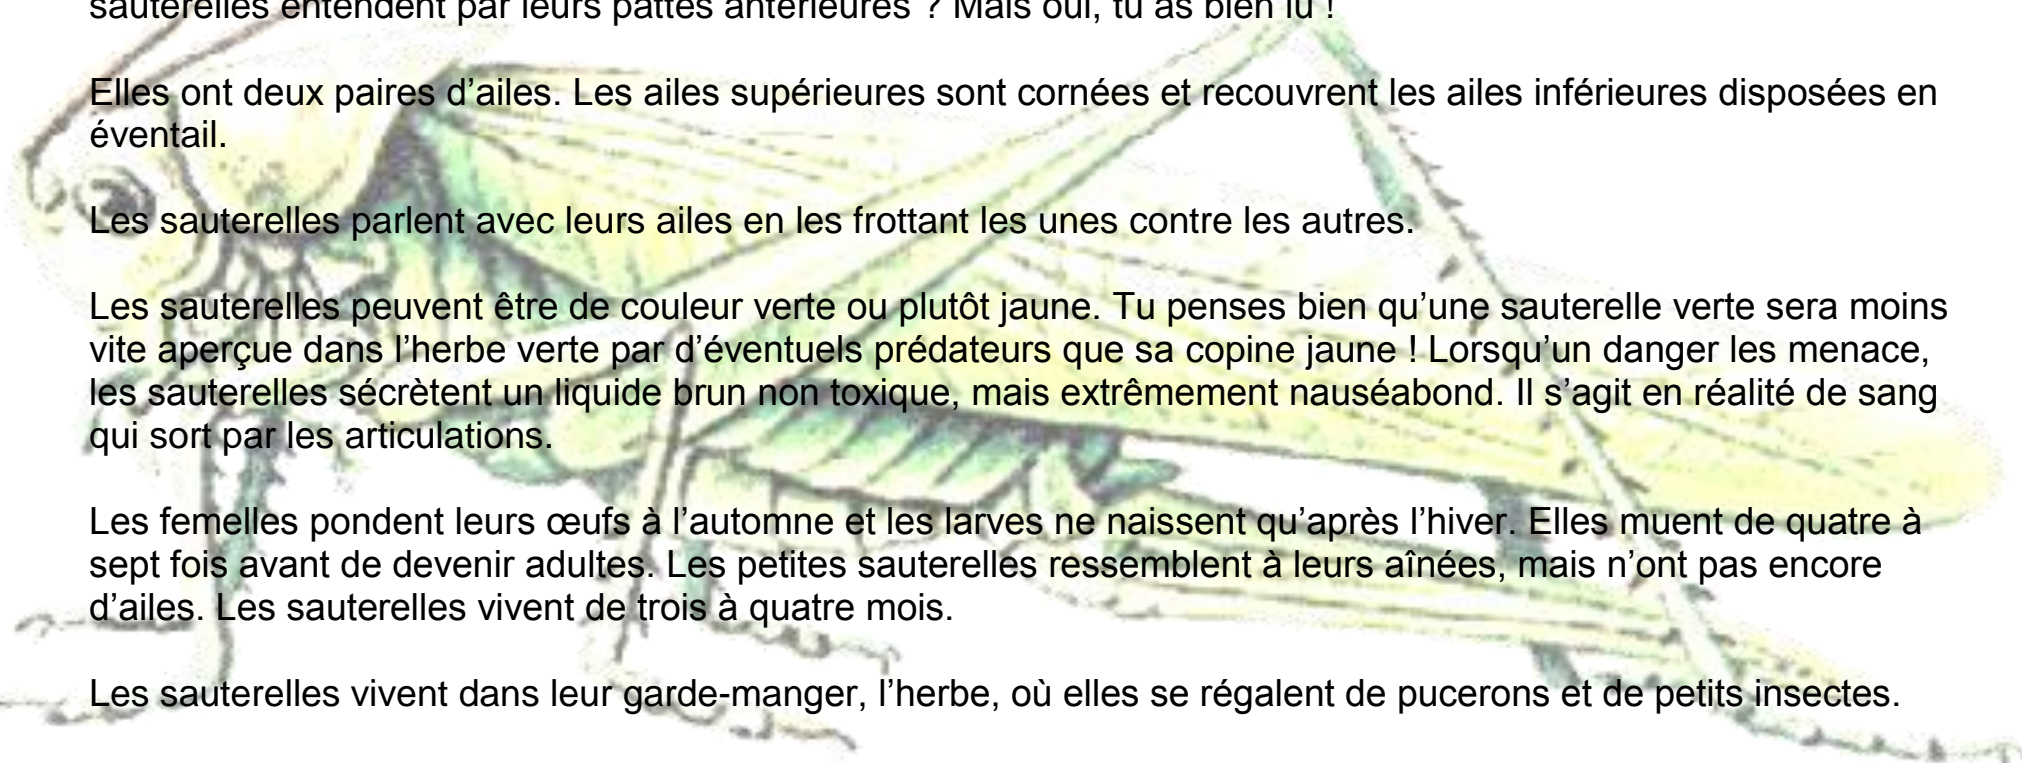 sauterelles entendent par leurs pattes antérieures ? Mais oui, tu as bien lu !
Elles ont deux paires d’ailes. Les ailes supérieures sont cornées et recouvrent les ailes inférieures disposées en
éventail.
Les sauterelles parlent avec leurs ailes en les frottant les unes contre les autres.
Les sauterelles peuvent être de couleur verte ou plutôt jaune. Tu penses bien qu’une sauterelle verte sera moins
vite aperçue dans l’herbe verte par d’éventuels prédateurs que sa copine jaune ! Lorsqu’un danger les menace,
les sauterelles sécrètent un liquide brun non toxique, mais extrêmement nauséabond. Il s’agit en réalité de sang
qui sort par les articulations.
Les femelles pondent leurs œufs à l’automne et les larves ne naissent qu’après l’hiver. Elles muent de quatre à
sept fois avant de devenir adultes. Les petites sauterelles ressemblent à leurs aînées, mais n’ont pas encore
d’ailes. Les sauterelles vivent de trois à quatre mois.
Les sauterelles vivent dans leur garde-manger, l’herbe, où elles se régalent de pucerons et de petits insectes.